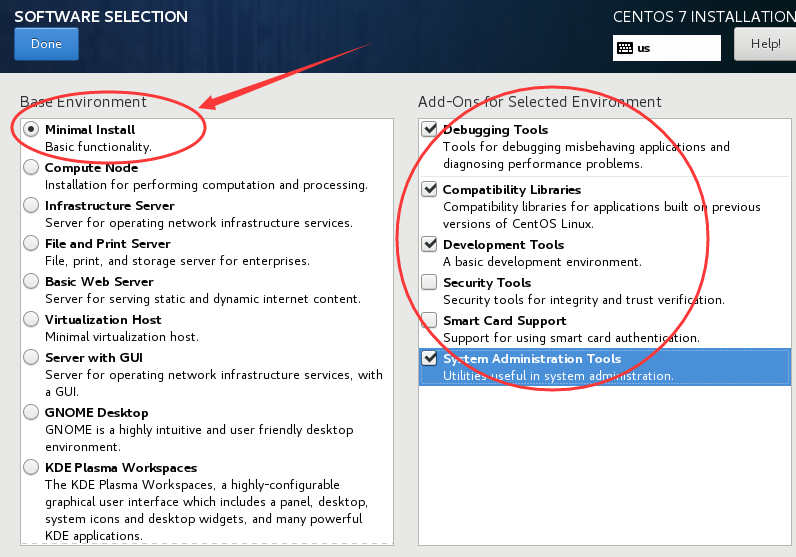 SOFTWARE SELECTION
CENTOS 7 INSTALLATION
Done
us
Help!
Base Environment
Minimal Install
Basic functionality.
Compute Node
Installation for performing computation and processing.
Infrastructure Server
Server for operating network infrastructure services.
File and Print Server
File, print, and storage server for enterprises.
Basic Web Server
Server for serving static and dynamic internet content.
Virtualization Host
Minimal virtualization host.
Server with GUI
Server for operating network infrastructure services, with
a GUI.
GNOME Desktop
GNOME is a highly intuitive and user friendly desktop
environment.
KDE Plasma Workspaces
The KDE Plasma Workspaces, a highly-configurable
graphical user interface which includes a panel, desktop,
system icons and desktop widgets, and many powerful
KDE applications.
Add-Ons for Selected Environment
Debugging Tools
Tools for debugging misbehaving applications and
diagnosing performance problems.
Compatibility Libraries
Compatibility libraries for applications built on previous
versions of CentOS Linux.
Development Tools
A basic development environment.
Security Tools
Security tools for integrity and trust verification.
Smart Card Support
Support for using smart card authentication.
System Administration Tools
Utilities useful in system administration.